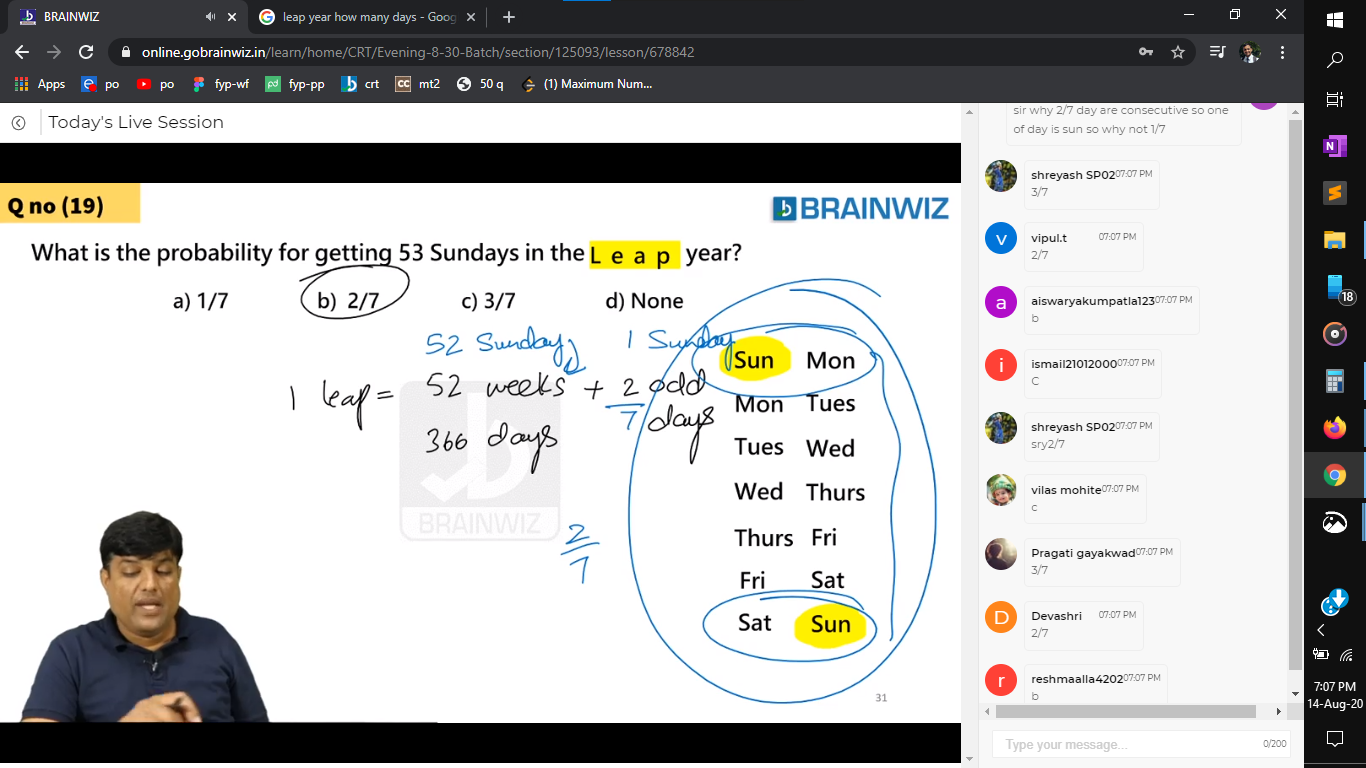 BRAINWIZ
leap year how many days - Goog
online.gobrainwiz.in/learn/home/CRT/Evening-8-30-Batch/section/125093/lesson/678842
Apps po po fyp-wf fyp-pp crt mt2 50 q (1) Maximum Num...
Today's Live Session
Q no (19)
BRAINWIZ
What is the probability for getting 53 Sundays in the Leap year?
a) 1/7 b) 2/7 c) 3/7 d) None
52 Sundays 1 Sunday
1 leap = 52 weeks + 2 odd days
7
366 days
2/7
Sun Mon
Mon Tues
Tues Wed
Wed Thurs
Thurs Fri
Fri Sat
Sat Sun
BRAINWIZ
31
sir why 2/7 day are consecutive so one
of day is sun so why not 1/7
shreyash SP02 07:07 PM
3/7
vipul.t 07:07 PM
2/7
aiswaryakumpatla123 07:07 PM
b
ismail21012000 07:07 PM
C
shreyash SP02 07:07 PM
sry2/7
vilas mohite 07:07 PM
c
Pragati gayakwad 07:07 PM
3/7
Devashri 07:07 PM
2/7
reshmaalla4202 07:07 PM
b
Type your message... 0/200
18
7:07 PM
14-Aug-20